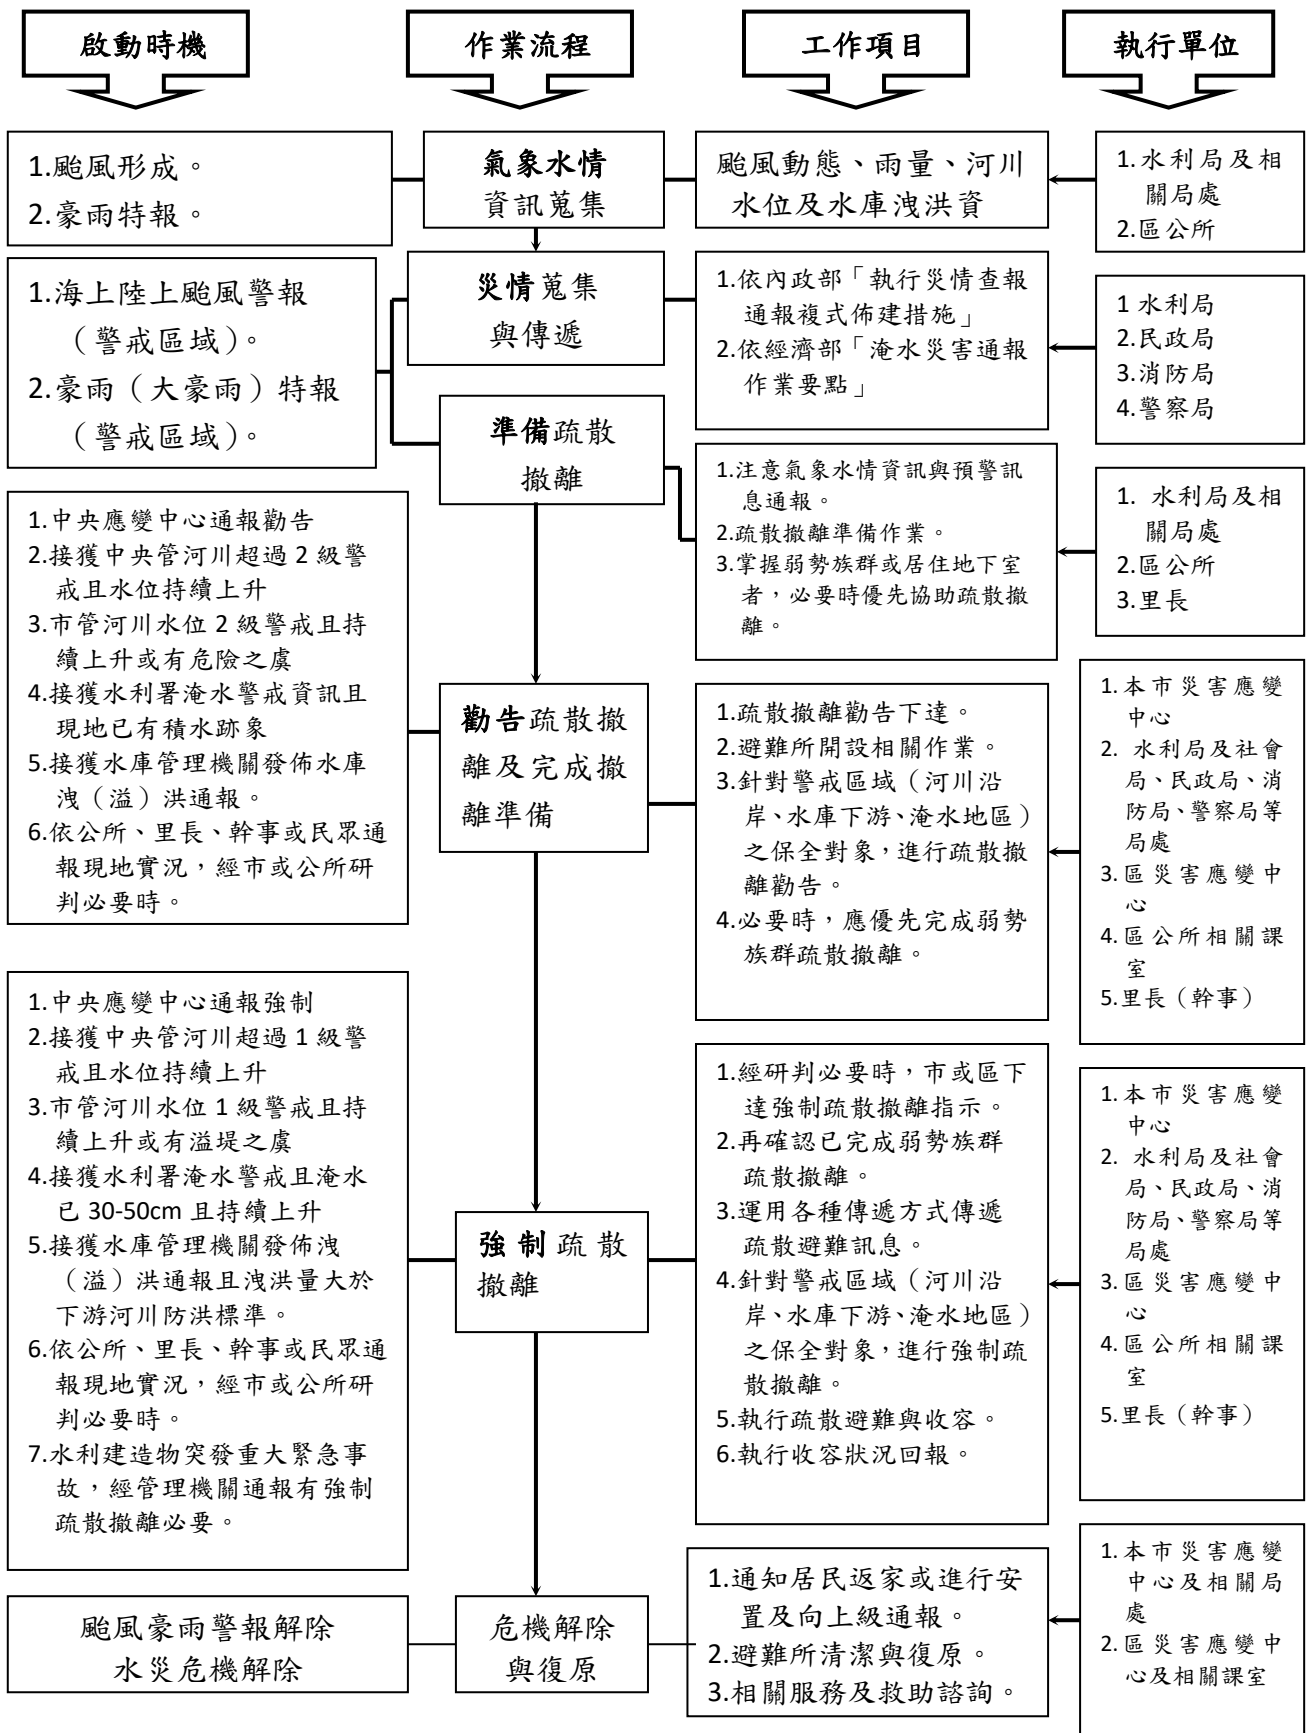 啟動時機
作業流程
工作項目
執行單位
1.颱風形成。
2.豪雨特報。
氣象水情
資訊蒐集
颱風動態、雨量、河川
水位及水庫洩洪資
1.水利局及相
關局處
2.區公所
1.海上陸上颱風警報
（警戒區域）。
2.豪雨（大豪雨）特報
（警戒區域）。
災情蒐集
與傳遞
1.依內政部「執行災情查報
通報複式佈建措施」
2.依經濟部「淹水災害通報
作業要點」
1 水利局
2.民政局
3.消防局
4.警察局
準備疏散
撤離
1.注意氣象水情資訊與預警訊
息通報。
2.疏散撤離準備作業。
3.掌握弱勢族群或居住地下室
者，必要時優先協助疏散撤
離。
1. 水利局及相
關局處
2.區公所
3.里長
1.中央應變中心通報勸告
2.接獲中央管河川超過 2 級警
戒且水位持續上升
3.市管河川水位 2 級警戒且持
續上升或有危險之虞
4.接獲水利署淹水警戒資訊且
現地已有積水跡象
5.接獲水庫管理機關發佈水庫
洩（溢）洪通報。
6.依公所、里長、幹事或民眾通
報現地實況，經市或公所研
判必要時。
勸告疏散撤
離及完成撤
離準備
1.疏散撤離勸告下達。
2.避難所開設相關作業。
3.針對警戒區域（河川沿
岸、水庫下游、淹水地區）
之保全對象，進行疏散撤
離勸告。
4.必要時，應優先完成弱勢
族群疏散撤離。
1.本市災害應變
中心
2. 水利局及社會
局、民政局、消
防局、警察局等
局處
3.區災害應變中
心
4.區公所相關課
室
5.里長（幹事）
1.中央應變中心通報強制
2.接獲中央管河川超過 1 級警
戒且水位持續上升
3.市管河川水位 1 級警戒且持
續上升或有溢堤之虞
4.接獲水利署淹水警戒且淹水
已 30-50cm 且持續上升
5.接獲水庫管理機關發佈洩
（溢）洪通報且洩洪量大於
下游河川防洪標準。
6.依公所、里長、幹事或民眾通
報現地實況，經市或公所研
判必要時。
7.水利建造物突發重大緊急事
故，經管理機關通報有強制
疏散撤離必要。
強制疏散
撤離
1.經研判必要時，市或區下
達強制疏散撤離指示。
2.再確認已完成弱勢族群
疏散撤離。
3.運用各種傳遞方式傳遞
疏散避難訊息。
4.針對警戒區域（河川沿
岸、水庫下游、淹水地區）
之保全對象，進行強制疏
散撤離。
5.執行疏散避難與收容。
6.執行收容狀況回報。
1.本市災害應變
中心
2. 水利局及社會
局、民政局、消
防局、警察局等
局處
3.區災害應變中
心
4.區公所相關課
室
5.里長（幹事）
颱風豪雨警報解除
水災危機解除
危機解除
與復原
1.通知居民返家或進行安
置及向上級通報。
2.避難所清潔與復原。
3.相關服務及救助諮詢。
1.本市災害應變
中心及相關局
處
2.區災害應變中
心及相關課室